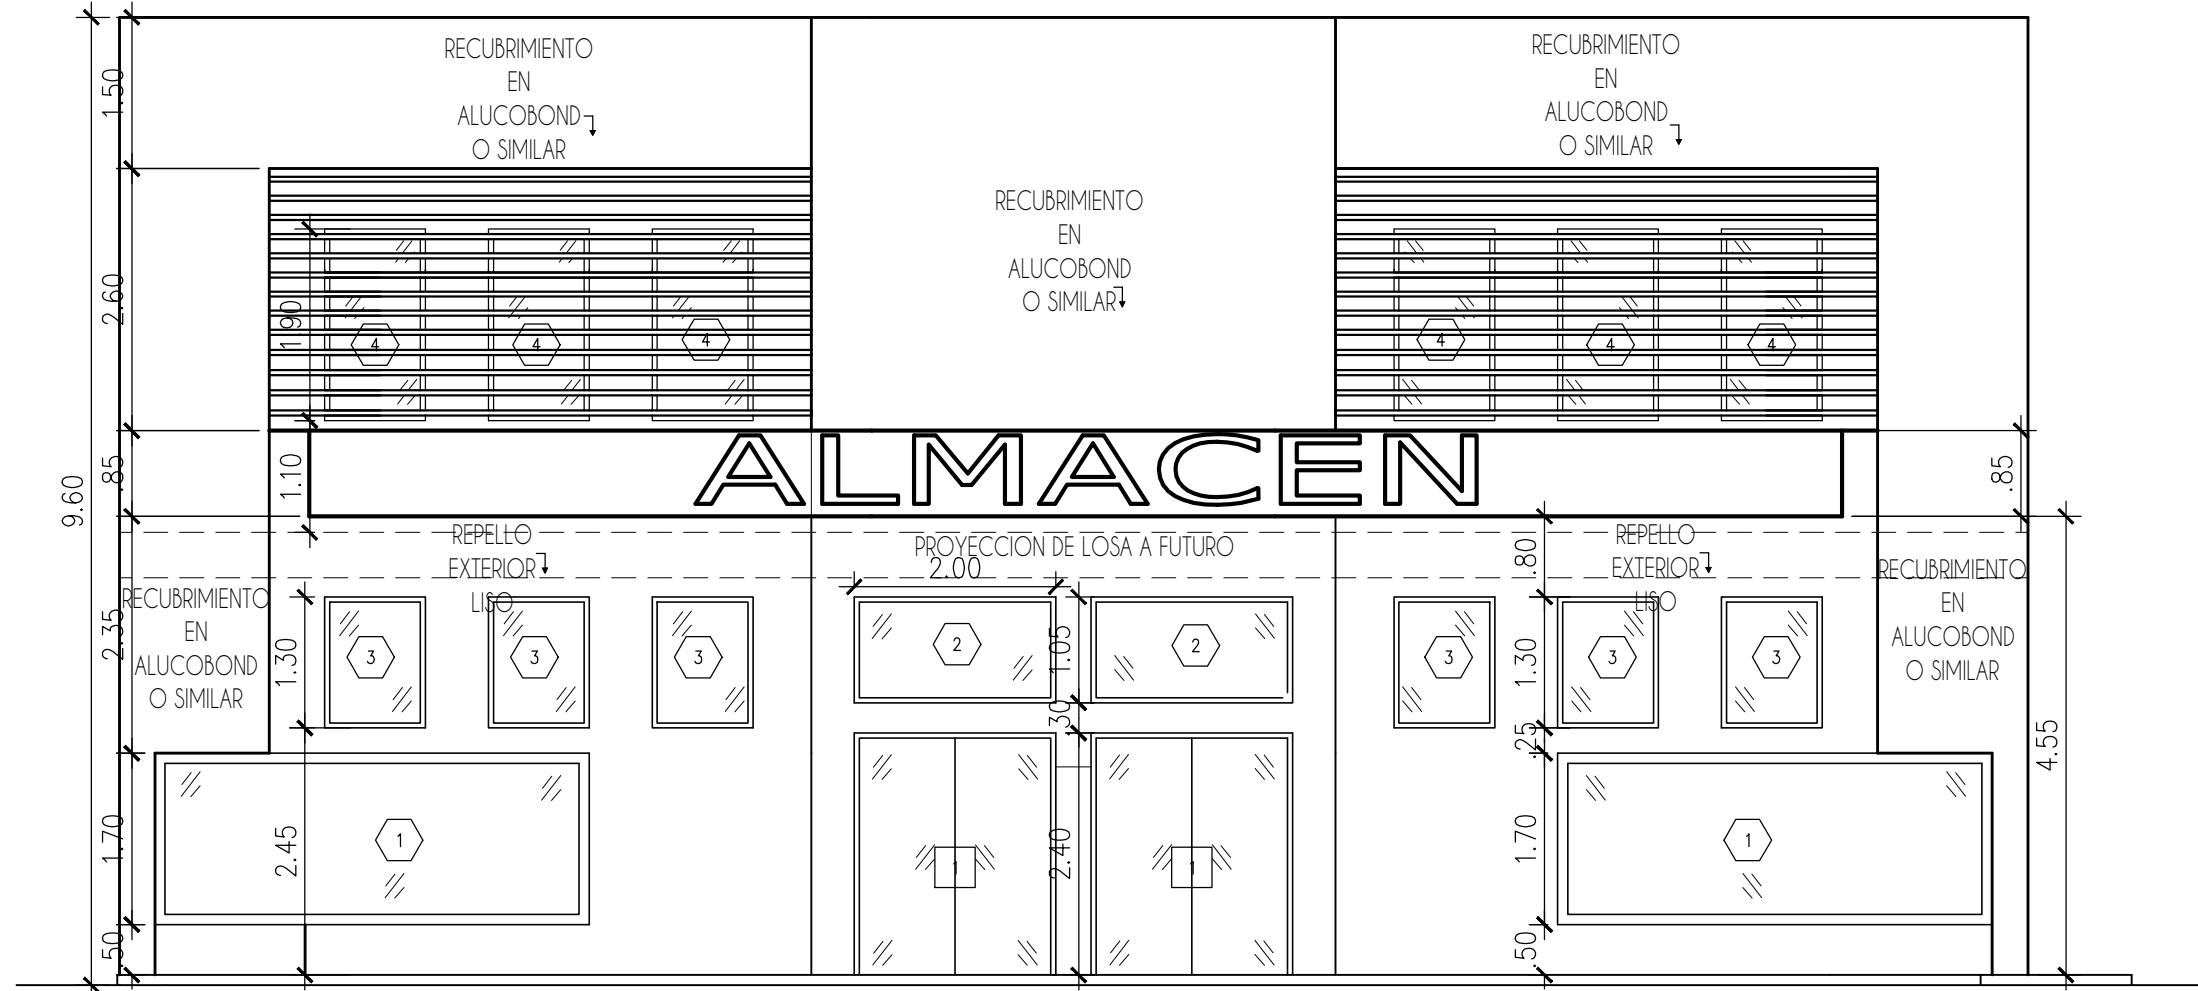 RECUBRIMIENTO
EN
ALUCOBOND
O SIMILAR
RECUBRIMIENTO
EN
ALUCOBOND
O SIMILAR
RECUBRIMIENTO
EN
ALUCOBOND
O SIMILAR
1.50
2.60
1.90
4
4
4
4
4
4
9.60
.85
1.10
ALMACEN
.85
REPELLO
EXTERIOR
LISO
PROYECCION DE LOSA A FUTURO
2.00
.80
REPELLO
EXTERIOR
LISO
RECUBRIMIENTO
EN
ALUCOBOND
O SIMILAR
RECUBRIMIENTO
EN
ALUCOBOND
O SIMILAR
2.35
1.30
3
3
3
2
1.05
2
1.30
3
3
3
.30
.25
4.55
1.70
2.45
1
1
2.40
1
1.70
1
.50
.50